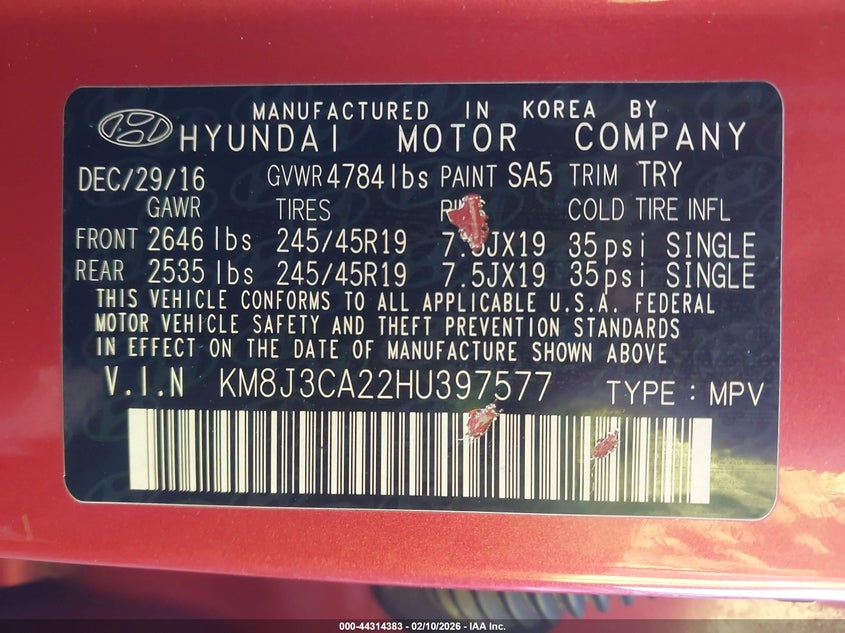 MANUFACTURED IN KOREA BY
HYUNDAI MOTOR COMPANY
DEC/29/16 GVWR 4784lbs PAINT SA5 TRIM TRY
GAWR TIRES COLD TIRE INFL
FRONT 2646 lbs 245/45R19 35psi SINGLE
REAR 2535 lbs 245/45R19 7.5JX19 35psi SINGLE
THIS VEHICLE CONFORMS TO ALL APPLICABLE U.S.A. FEDERAL
MOTOR VEHICLE SAFETY AND THEFT PREVENTION STANDARDS
IN EFFECT ON THE DATE OF MANUFACTURE SHOWN ABOVE
V.I.N KM8J3CA22HU397577 TYPE : MPV
000-44314383 — 02/10/2026 — IAA Inc.